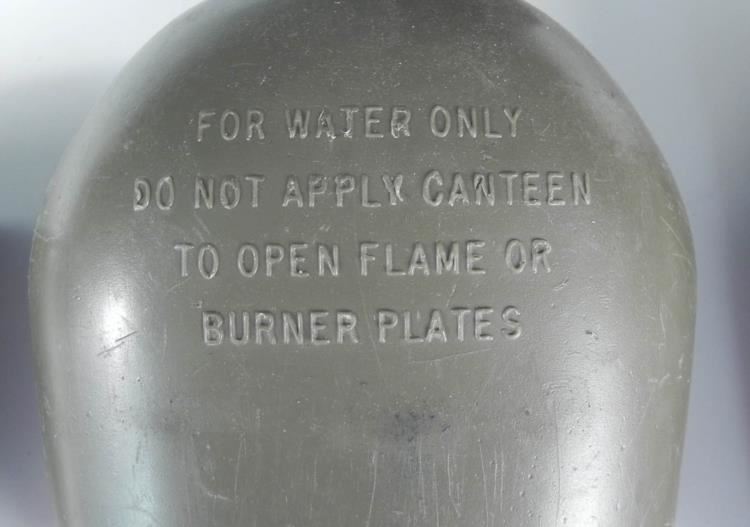 FOR WATER ONLY
DO NOT APPLY CANTEEN
TO OPEN FLAME OR
BURNER PLATES